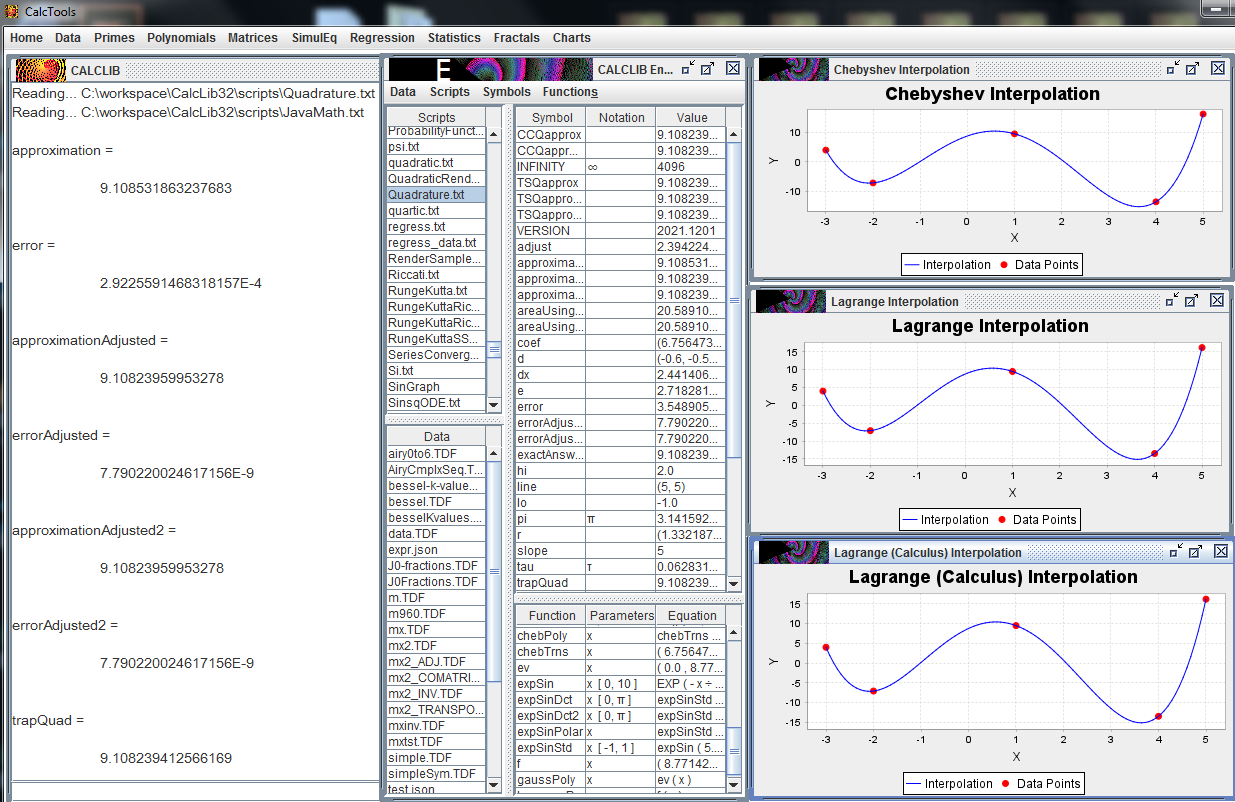 CalcTools
Home Data Primes Polynomials Matrices SimulEq Regression Statistics Fractals Charts
CALCLIB
Reading... C:\workspace\CalcLib32\scripts\Quadrature.txt
Reading... C:\workspace\CalcLib32\scripts\JavaMath.txt
approximation =
9.108531863237683
error =
2.9225591468318157E-4
approximationAdjusted =
9.10823959953278
errorAdjusted =
7.790220024617156E-9
approximationAdjusted2 =
9.10823959953278
errorAdjusted2 =
7.790220024617156E-9
trapQuad =
9.108239412566169
E
CALCLIB En...
Data Scripts Symbols Functions
Scripts
ProbabilityFunct...
psi.txt
quadratic.txt
QuadraticRend...
Quadrature.txt
quartic.txt
regress.txt
regress_data.txt
RenderSample...
Riccati.txt
RungeKutta.txt
RungeKuttaRic...
RungeKuttaRic...
RungeKuttaSS...
SeriesConverg...
Si.txt
SinGraph
SinsqODE.txt
Data
airy0to6.TDF
AiryCmplxSeq.T...
bessel-k-value...
bessel.TDF
besselKvalues....
data.TDF
expr.json
J0-fractions.TDF
J0Fractions.TDF
m.TDF
m960.TDF
mx.TDF
mx2.TDF
mx2_ADJ.TDF
mx2_COMATRI...
mx2_INV.TDF
mx2_TRANSPO...
mxinv.TDF
mxtst.TDF
simple.TDF
simpleSym.TDF
test.json
Symbol Notation Value
CCQapprox 9.108239...
CCQappr... 9.108239...
INFINITY ∞ 4096
TSQapprox 9.108239...
TSQappro... 9.108239...
TSQappro... 9.108239...
VERSION 2021.1201
adjust 2.394224...
approxima... 9.108531...
approxima... 9.108239...
approxima... 9.108239...
areaUsing... 20.58910...
areaUsing... 20.58910...
coef (6.756473...
d (-0.6, -0.5...
dx 2.441406...
e 2.718281...
error 3.548905...
errorAdjus... 7.790220...
errorAdjus... 7.790220...
exactAnsw... 9.108239...
hi 2.0
line (5, 5)
lo -1.0
pi π 3.141592...
r (1.332187...
slope 5
tau τ 0.062831...
trapQuad 9.108239...
Function Parameters Equation
chebPoly x chebTrns ...
chebTrns x ( 6.75647...
ev x ( 0.0 , 8.77...
expSin x [ 0, 10 ] EXP ( - x ÷ ...
expSinDct x [ 0, π ] expSinStd ...
expSinDct2 x [ 0, π ] expSinStd ...
expSinPolar x expSinStd ...
expSinStd x [ -1, 1 ] expSin ( 5....
f x ( 8.77142...
gaussPoly x ev ( x )
Chebyshev Interpolation
Chebyshev Interpolation
10
0
-10
Y
-3 -2 -1 0 1 2 3 4 5
X
Interpolation Data Points
Lagrange Interpolation
Lagrange Interpolation
15
10
5
0
-5
-10
-15
Y
-3 -2 -1 0 1 2 3 4 5
X
Interpolation Data Points
Lagrange (Calculus) Interpolation
Lagrange (Calculus) Interpolation
15
10
5
0
-5
-10
-15
Y
-3 -2 -1 0 1 2 3 4 5
X
Interpolation Data Points